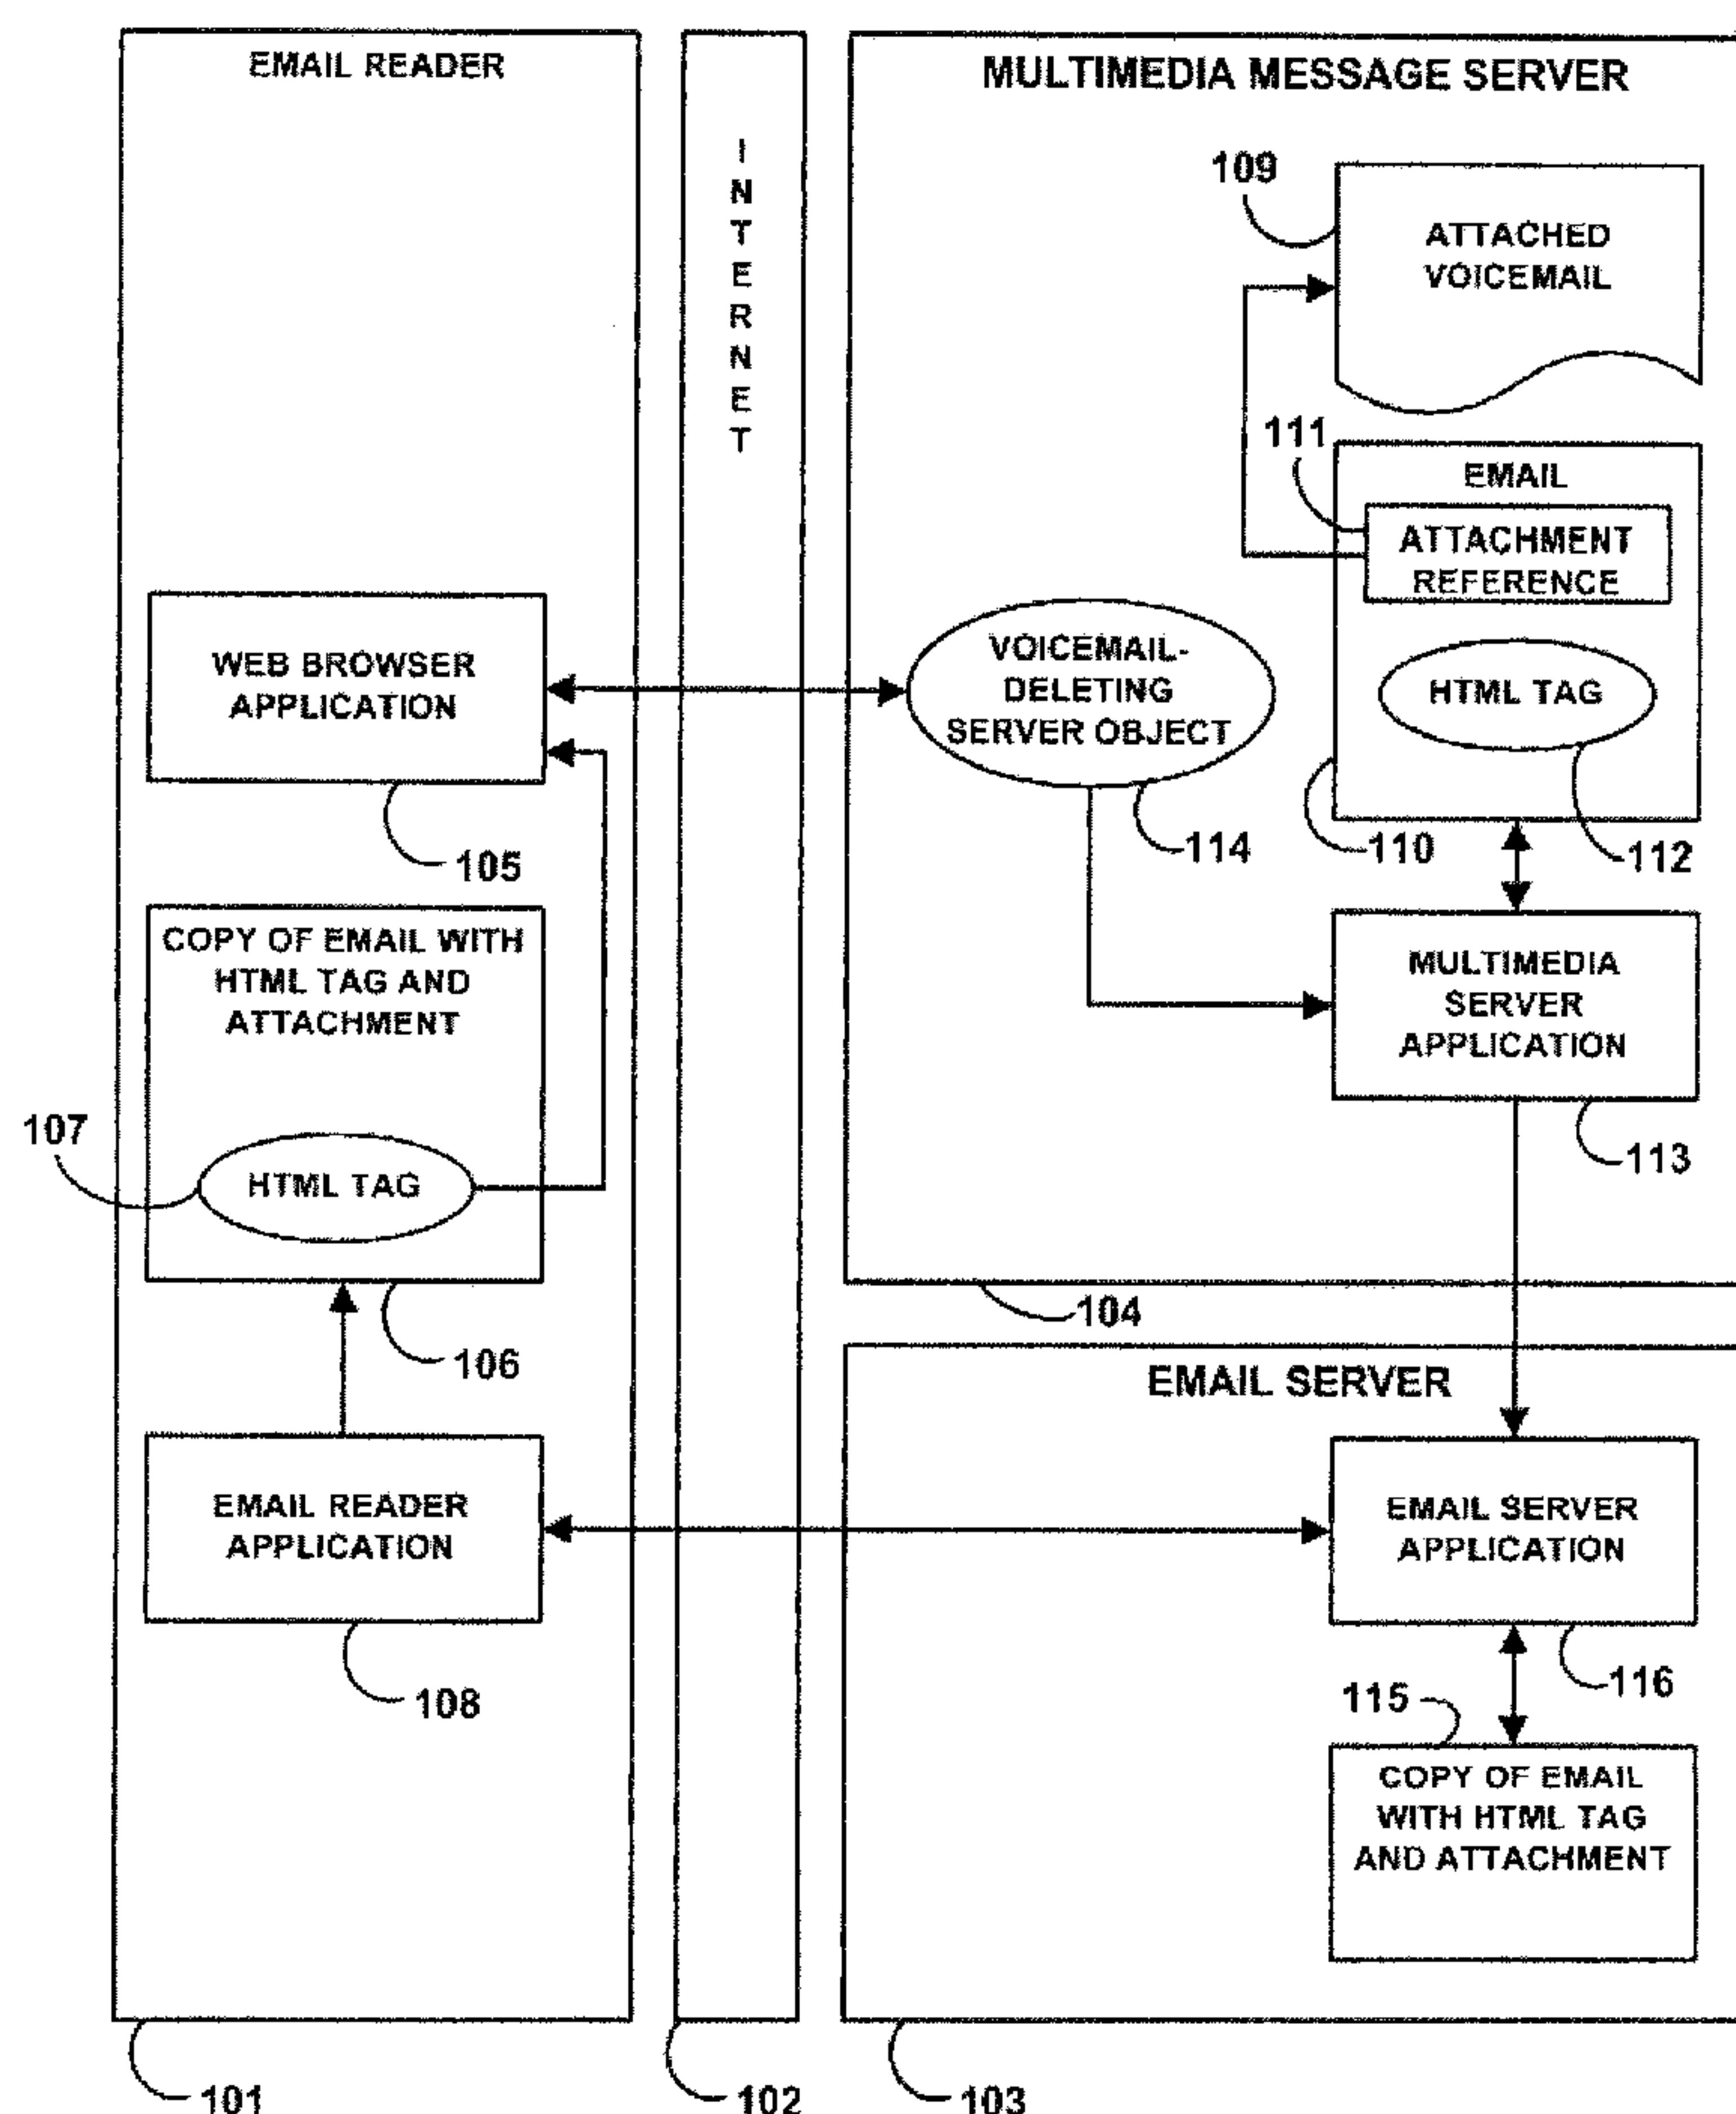 EMAIL READER
I
N
T
E
R
N
E
T
MULTIMEDIA MESSAGE SERVER
109
ATTACHED
VOICEMAIL
111
EMAIL
ATTACHMENT
REFERENCE
HTML TAG
WEB BROWSER
APPLICATION
VOICEMAIL-
DELETING
SERVER OBJECT
105
114
110
112
COPY OF EMAIL WITH
HTML TAG AND
ATTACHMENT
MULTIMEDIA
SERVER
APPLICATION
107
HTML TAG
113
104
106
EMAIL SERVER
EMAIL READER
APPLICATION
EMAIL SERVER
APPLICATION
108
116
115
COPY OF EMAIL
WITH HTML TAG
AND ATTACHMENT
101
102
103